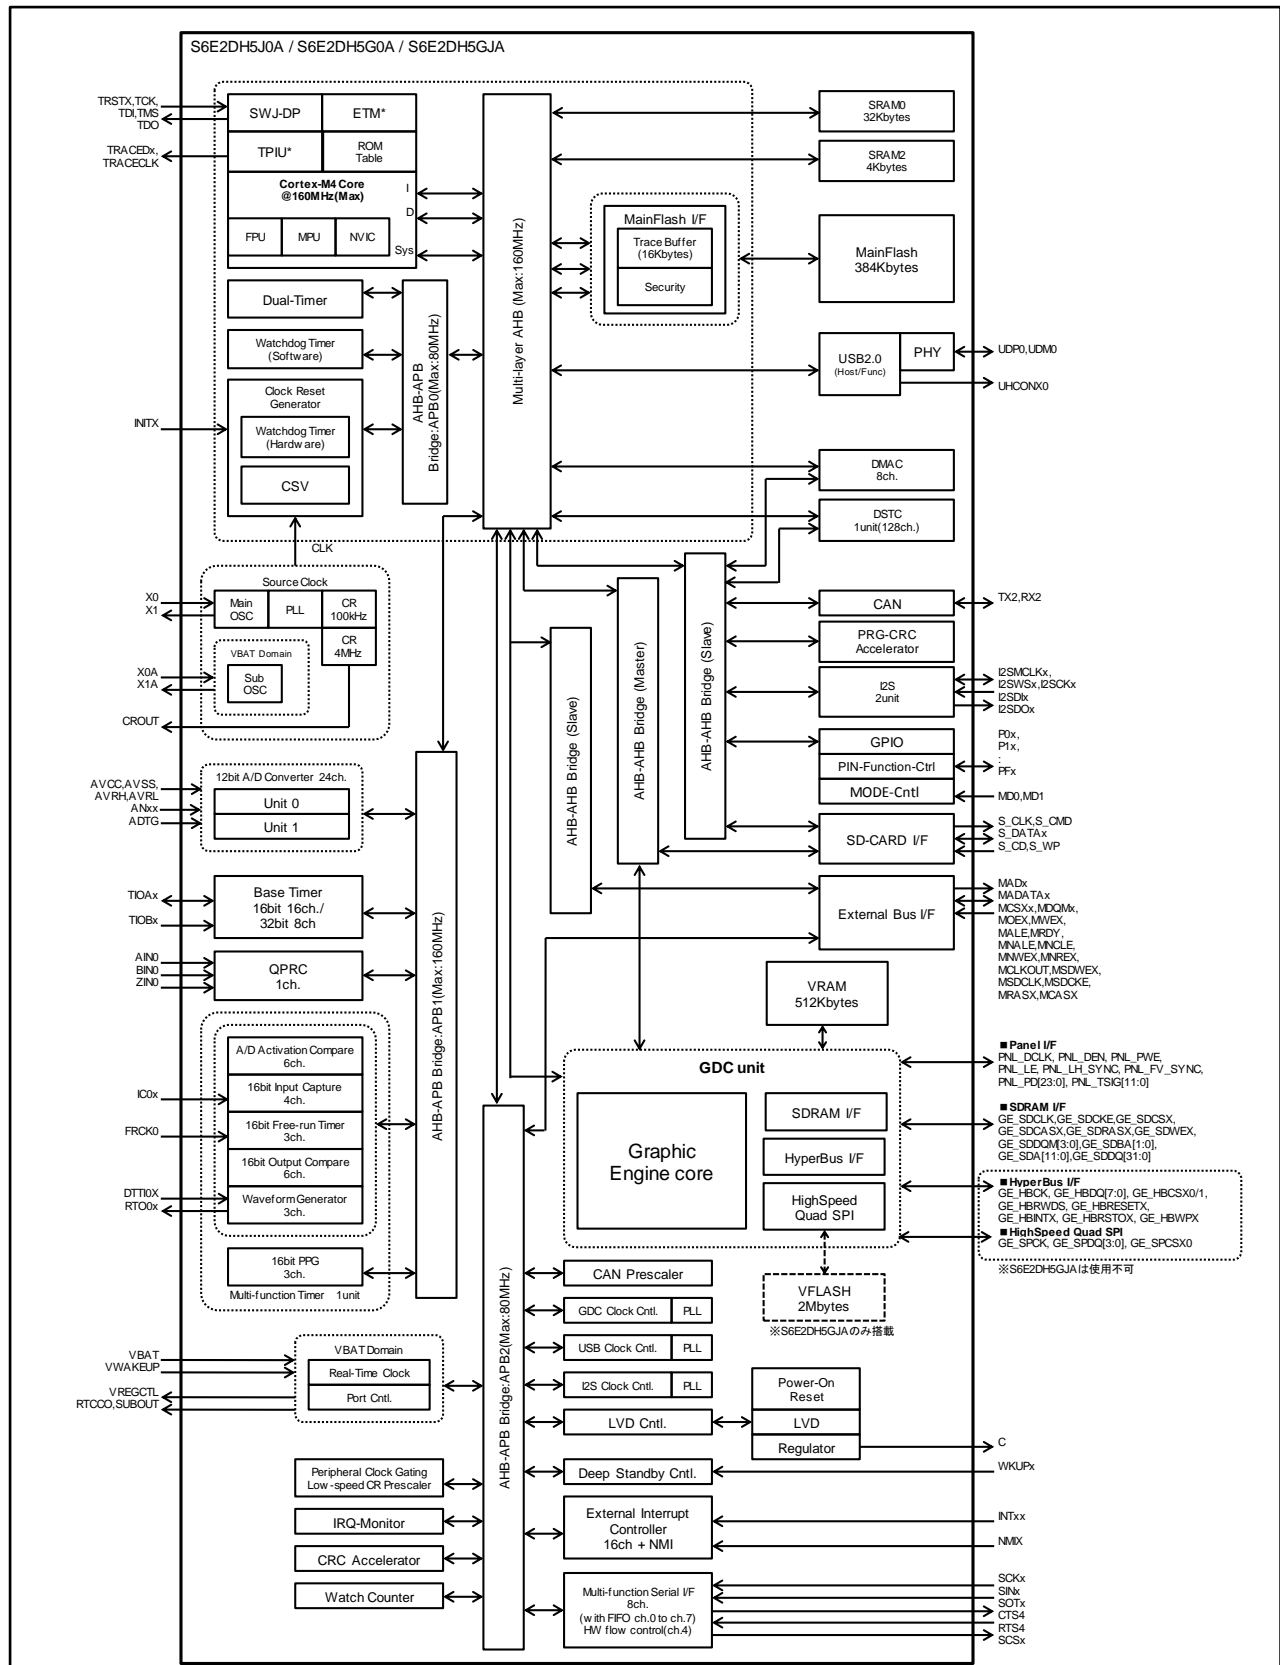 S6E2DH5J0A / S6E2DH5G0A / S6E2DH5GJA
TRSTX,TCK,
TDI,TMS
TDO
TRACEDx,
TRACECLK
SWJ-DP
ETM*
TPIU*
ROM
Table
Cortex-M4 Core
@160MHz(Max)
I
D
Sys
FPU
MPU
NVIC
Dual-Timer
Watchdog Timer
(Software)
Clock Reset
Generator
Watchdog Timer
(Hardware)
CSV
INITX
CLK
AHB-APB
Bridge:APB0(Max:80MHz)
Multi-layer AHB (Max:160MHz)
MainFlash I/F
Trace Buffer
(16Kbytes)
Security
SRAM0
32Kbytes
SRAM2
4Kbytes
MainFlash
384Kbytes
USB2.0
(Host/Func)
PHY
UDP0,UDM0
UHCONX0
DMAC
8ch.
DSTC
1unit(128ch.)
Source Clock
Main
OSC
PLL
CR
100kHz
CR
4MHz
VBAT Domain
Sub
OSC
X0
X1
X0A
X1A
CROUT
AHB-AHB Bridge (Slave)
AHB-AHB Bridge (Master)
AHB-AHB Bridge (Slave)
CAN
TX2,RX2
PRG-CRC
Accelerator
I2S
2unit
I2SMCLKx,
I2SWSx,I2SCKx
I2SDIx
I2SDOx
GPIO
PIN-Function-Ctrl
MODE-Cntl
P0x,
P1x,
:
PFx
MD0,MD1
SD-CARD I/F
S_CLK,S_CMD
S_DATAx
S_CD,S_WP
External Bus I/F
MADx
MADATAx
MCSXx,MDQMx,
MOEX,MWEX,
MALE,MRDY,
MNALE,MNCLE,
MNWEX,MNREX,
MCLKOUT,MSDWEX,
MSDCLK,MSDCKE,
MRASX,MCASX
12bit A/D Converter 24ch.
Unit 0
Unit 1
AVCC,AVSS,
AVRH,AVRL
ANxx
ADTG
Base Timer
16bit 16ch./
32bit 8ch
TIOAx
TIOBx
QPRC
1ch.
AIN0
BIN0
ZIN0
AHB-APB Bridge:APB1(Max:160MHz)
A/D Activation Compare
6ch.
16bit Input Capture
4ch.
16bit Free-run Timer
3ch.
16bit Output Compare
6ch.
Waveform Generator
3ch.
16bit PPG
3ch.
Multi-function Timer 1unit
IC0x
FRCK0
DTTI0X
RTO0x
VRAM
512Kbytes
GDC unit
Graphic
Engine core
SDRAM I/F
HyperBus I/F
HighSpeed
Quad SPI
VFLASH
2Mbytes
※S6E2DH5GJAのみ搭載
■Panel I/F
PNL_DCLK, PNL_DEN, PNL_PWE,
PNL_LE, PNL_LH_SYNC, PNL_FV_SYNC,
PNL_PD[23:0], PNL_TSIG[11:0]
■SDRAM I/F
GE_SDCLK,GE_SDCKE,GE_SDCSX,
GE_SDCASX,GE_SDRASX,GE_SDWEX,
GE_SDDQM[3:0],GE_SDBA[1:0],
GE_SDA[11:0],GE_SDDQ[31:0]
■HyperBus I/F
GE_HBCK, GE_HBDQ[7:0], GE_HBCSX0/1,
GE_HBRWDS, GE_HBRESETX,
GE_HBINTX, GE_HBRSTOX, GE_HBWPX
■HighSpeed Quad SPI
GE_SPCK, GE_SPDQ[3:0], GE_SPCSX0
※S6E2DH5GJAは使用不可
AHB-APB Bridge:APB2(Max:80MHz)
CAN Prescaler
GDC Clock Cntl.
PLL
USB Clock Cntl.
PLL
I2S Clock Cntl.
PLL
LVD Cntl.
Power-On
Reset
LVD
Regulator
C
Deep Standby Cntl.
WKUPx
External Interrupt
Controller
16ch + NMI
INTxx
NMIX
Multi-function Serial I/F
8ch.
(with FIFO ch.0 to ch.7)
HW flow control(ch.4)
SCKx
SINx
SOTx
CTS4
RTS4
SCSx
VBAT
VWAKEUP
VREGCTL
RTCCO,SUBOUT
VBAT Domain
Real-Time Clock
Port Cntl.
Peripheral Clock Gating
Low-speed CR Prescaler
IRQ-Monitor
CRC Accelerator
Watch Counter